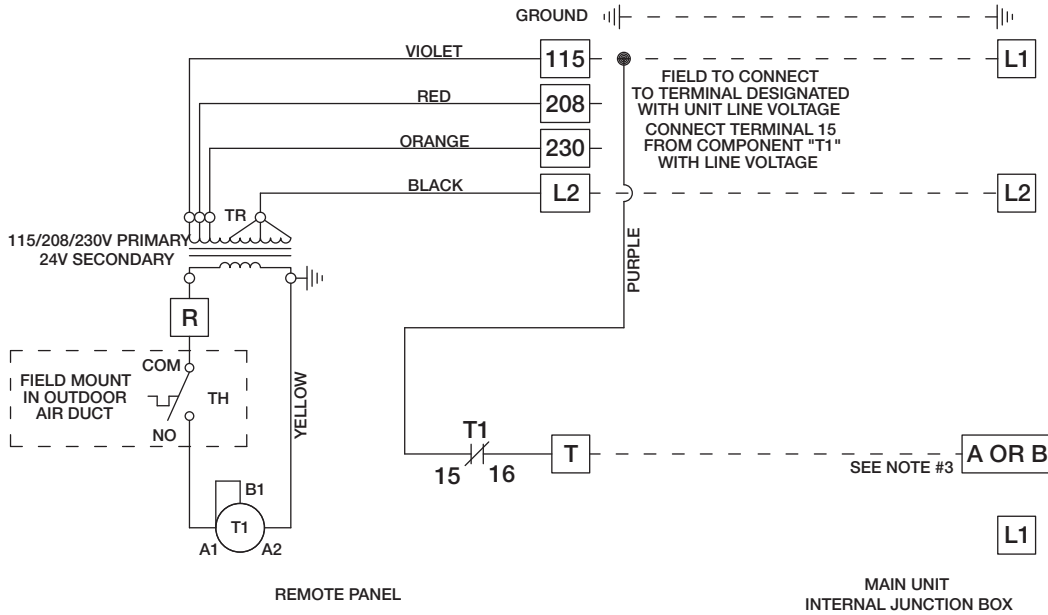 GROUND
VIOLET
115
L1
FIELD TO CONNECT
TO TERMINAL DESIGNATED
WITH UNIT LINE VOLTAGE
CONNECT TERMINAL 15
FROM COMPONENT "T1"
WITH LINE VOLTAGE
RED
208
ORANGE
230
BLACK
L2
L2
TR
115/208/230V PRIMARY
24V SECONDARY
PURPLE
R
COM
FIELD MOUNT
IN OUTDOOR
AIR DUCT
TH
NO
YELLOW
T1
15
16
T
SEE NOTE #3
A OR B
B1
T1
A1
A2
L1
REMOTE PANEL
MAIN UNIT
INTERNAL JUNCTION BOX